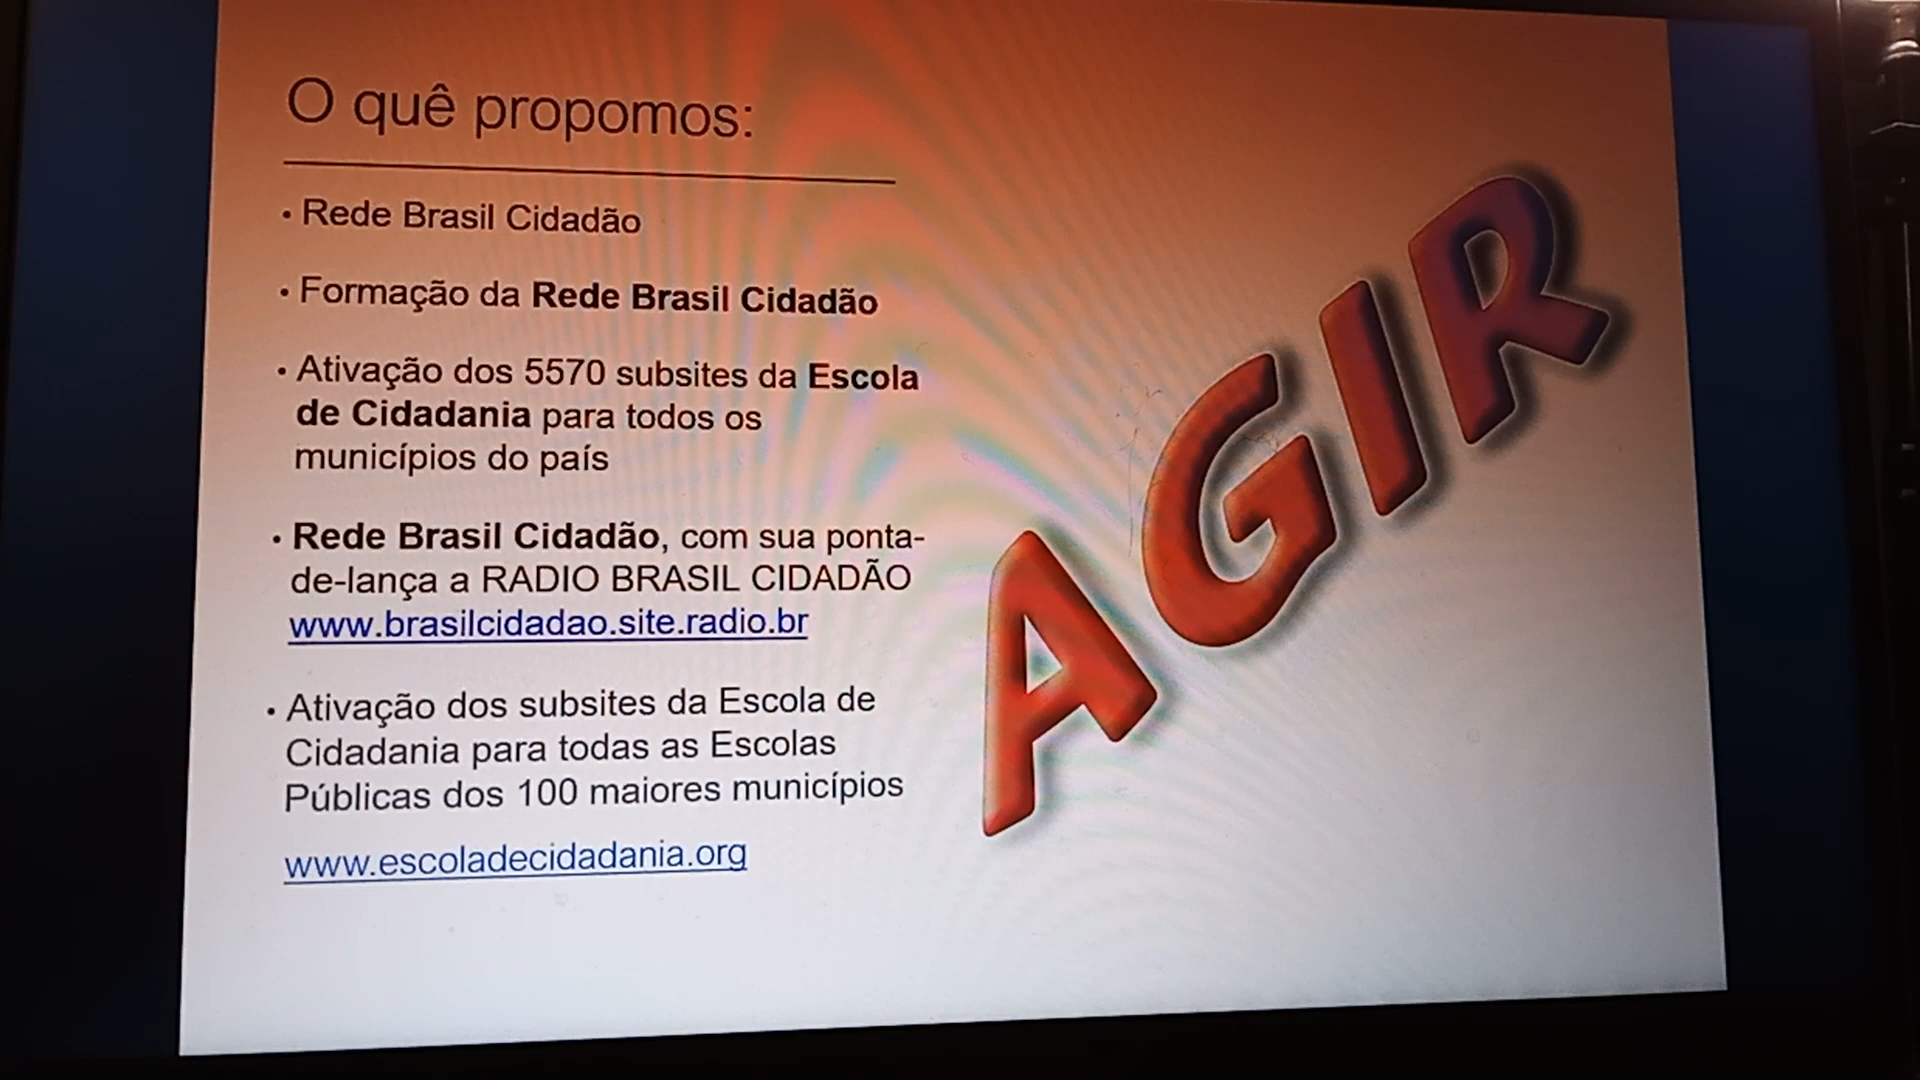 O quê propomos:
• Rede Brasil Cidadão
• Formação da Rede Brasil Cidadão
• Ativação dos 5570 subsites da Escola
de Cidadania para todos os
municípios do país
• Rede Brasil Cidadão, com sua ponta-
de-lança a RADIO BRASIL CIDADÃO
www.brasilcidadao.site.radio.br
• Ativação dos subsites da Escola de
Cidadania para todas as Escolas
Públicas dos 100 maiores municípios
www.escoladecidadania.org
AGIR